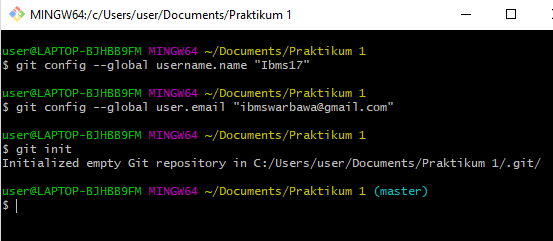 MINGW64:/c/Users/user/Documents/Praktikum 1
user@LAPTOP-BJHBB9FM MINGW64 ~/Documents/Praktikum 1
$ git config --global username.name "Ibms17"
user@LAPTOP-BJHBB9FM MINGW64 ~/Documents/Praktikum 1
$ git config --global user.email "ibmswarbawa@gmail.com"
user@LAPTOP-BJHBB9FM MINGW64 ~/Documents/Praktikum 1
$ git init
Initialized empty Git repository in C:/Users/user/Documents/Praktikum 1/.git/
user@LAPTOP-BJHBB9FM MINGW64 ~/Documents/Praktikum 1 (master)
$